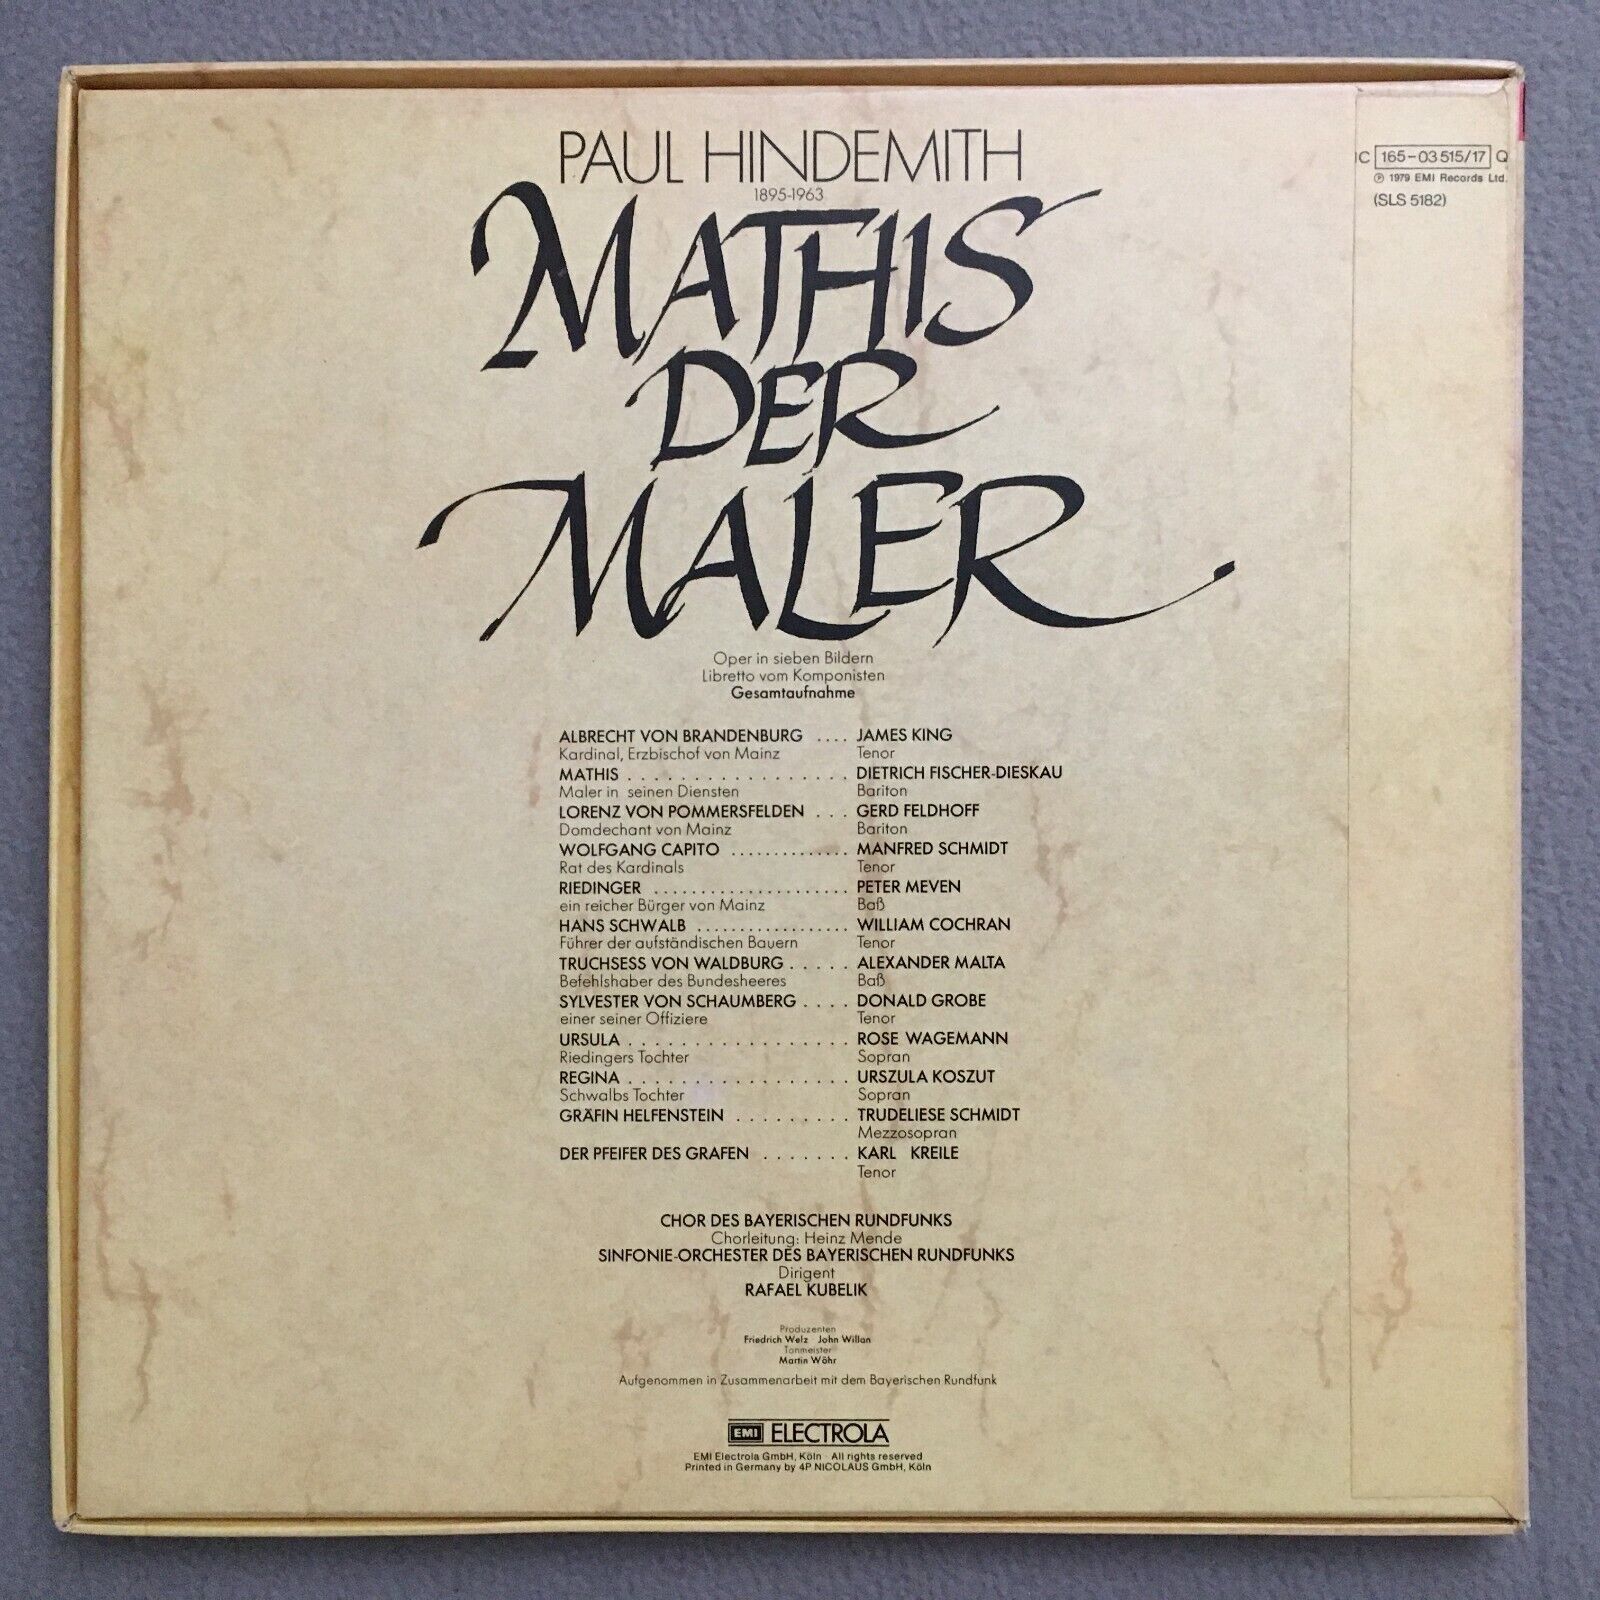 PAUL HINDEMITH
1895-1963
MATHIS
DER
MALER
1C 165-03 515/17 Q
Ⓟ 1979 EMI Records Ltd.
(SLS 5182)
Oper in sieben Bildern
Libretto vom Komponisten
Gesamtaufnahme
ALBRECHT VON BRANDENBURG .... JAMES KING
Kardinal, Erzbischof von Mainz Tenor
MATHIS .................. DIETRICH FISCHER-DIESKAU
Maler in seinen Diensten Bariton
LORENZ VON POMMERSFELDEN ... GERD FELDHOFF
Domdechant von Mainz Bariton
WOLFGANG CAPITO .............. MANFRED SCHMIDT
Rat des Kardinals Tenor
RIEDINGER ..................... PETER MEVEN
ein reicher Bürger von Mainz Baß
HANS SCHWALB .................. WILLIAM COCHRAN
Führer der aufständischen Bauern Tenor
TRUCHSESS VON WALDBURG ..... ALEXANDER MALTA
Befehlshaber des Bundesheeres Baß
SYLVESTER VON SCHAUMBERG .... DONALD GROBE
einer seiner Offiziere Tenor
URSULA .................. ROSE WAGEMANN
Riedingers Tochter Sopran
REGINA .................. URSZULA KOSZUT
Schwalbs Tochter Sopran
GRÄFIN HELFENSTEIN ......... TRUDELIESE SCHMIDT
Mezzosopran
DER PFEIFER DES GRAFEN ....... KARL KREILE
Tenor
CHOR DES BAYERISCHEN RUNDFUNKS
Chorleitung: Heinz Mende
SINFONIE-ORCHESTER DES BAYERISCHEN RUNDFUNKS
Dirigent
RAFAEL KUBELIK
Produzenten
Friedrich Welz · John Willan
Tonmeister
Martin Wöhr
Aufgenommen in Zusammenarbeit mit dem Bayerischen Rundfunk
EMI ELECTROLA
EMI Electrola GmbH, Köln · All rights reserved
Printed in Germany by 4P NICOLAUS GmbH, Köln